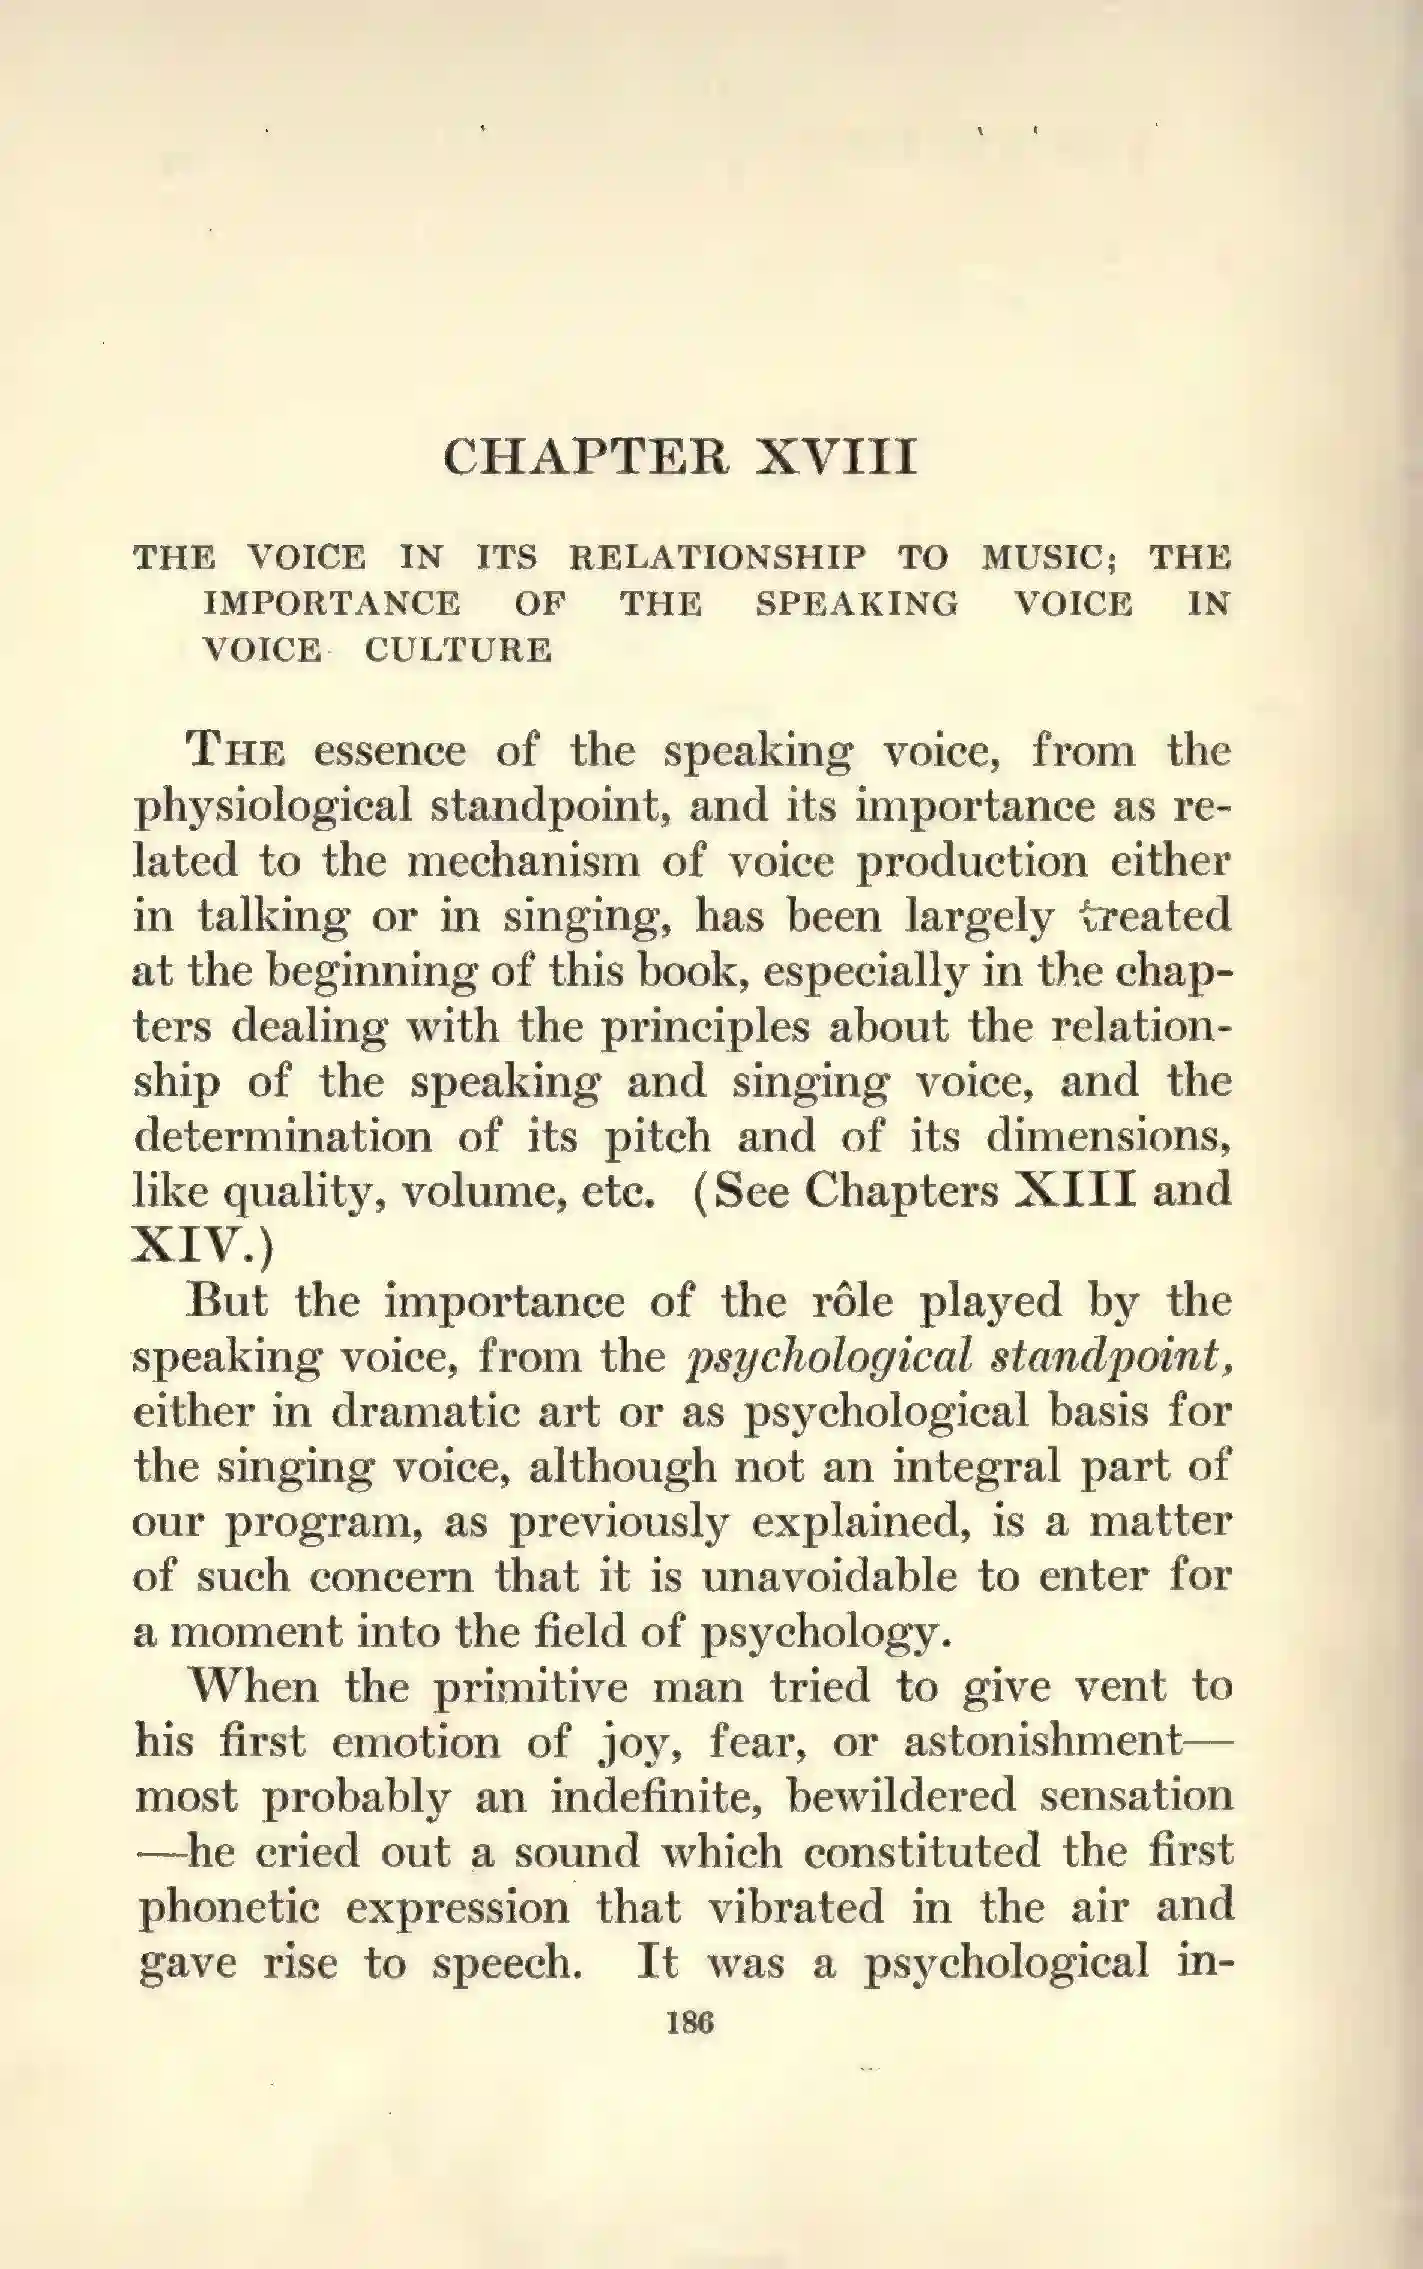 CHAPTER XVIII
THE VOICE IN ITS RELATIONSHIP TO MUSIC; THE
IMPORTANCE OF THE SPEAKING VOICE IN
VOICE CULTURE
THE essence of the speaking voice, from the
physiological standpoint, and its importance as re-
lated to the mechanism of voice production either
in talking or in singing, has been largely treated
at the beginning of this book, especially in the chap-
ters dealing with the principles about the relation-
ship of the speaking and singing voice, and the
determination of its pitch and of its dimensions,
like quality, volume, etc. (See Chapters XIII and
XIV.)
But the importance of the rôle played by the
speaking voice, from the psychological standpoint,
either in dramatic art or as psychological basis for
the singing voice, although not an integral part of
our program, as previously explained, is a matter
of such concern that it is unavoidable to enter for
a moment into the field of psychology.
When the primitive man tried to give vent to
his first emotion of joy, fear, or astonishment—
most probably an indefinite, bewildered sensation
—he cried out a sound which constituted the first
phonetic expression that vibrated in the air and
gave rise to speech. It was a psychological in-
186